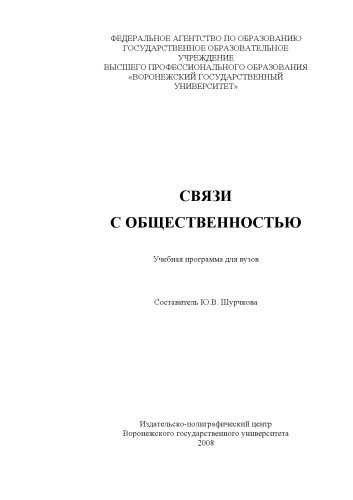 ФЕДЕРАЛЬНОЕ АГЕНТСТВО ПО ОБРАЗОВАНИЮ
ГОСУДАРСТВЕННОЕ ОБРАЗОВАТЕЛЬНОЕ
УЧРЕЖДЕНИЕ
ВЫСШЕГО ПРОФЕССИОНАЛЬНОГО ОБРАЗОВАНИЯ
«ВОРОНЕЖСКИЙ ГОСУДАРСТВЕННЫЙ
УНИВЕРСИТЕТ»
СВЯЗИ
С ОБЩЕСТВЕННОСТЬЮ
Учебная программа для вузов
Составитель Ю.В. Шурчкова
Издательско-полиграфический центр
Воронежского государственного университета
2008